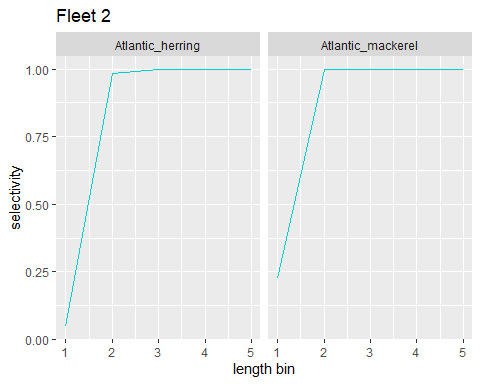 Fleet 2
Atlantic_herring
Atlantic_mackerel
selectivity
1.00
0.75
0.50
0.25
0.00
1 2 3 4 5
1 2 3 4 5
length bin